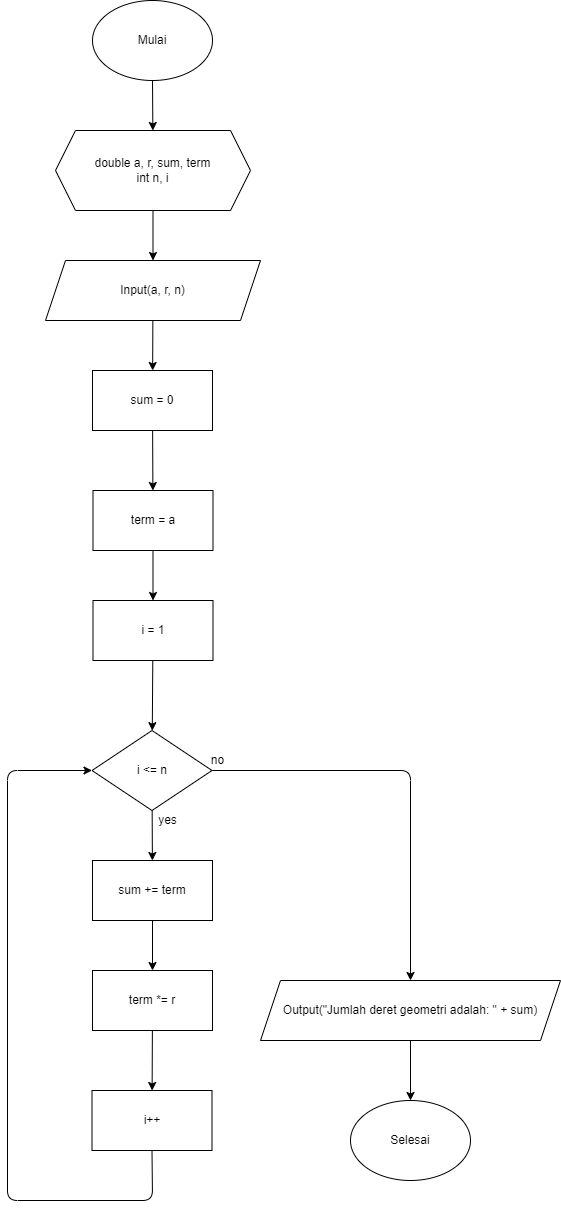 Mulai
double a, r, sum, term
int n, i
Input(a, r, n)
sum = 0
term = a
i = 1
i <= n
no
yes
sum += term
term *= r
i++
Output("Jumlah deret geometri adalah: " + sum)
Selesai